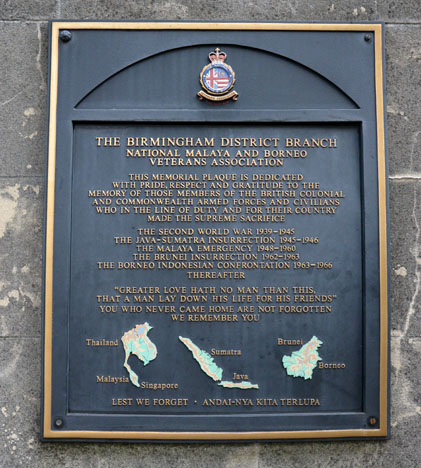 THE BIRMINGHAM DISTRICT BRANCH
NATIONAL MALAYA AND BORNEO
VETERANS ASSOCIATION
THIS MEMORIAL PLAQUE IS DEDICATED
WITH PRIDE, RESPECT AND GRATITUDE TO THE
MEMORY OF THOSE MEMBERS OF THE BRITISH COLONIAL
AND COMMONWEALTH ARMED FORCES AND CIVILIANS
WHO IN THE LINE OF DUTY AND FOR THEIR COUNTRY
MADE THE SUPREME SACRIFICE
THE SECOND WORLD WAR 1939-1945
THE JAVA-SUMATRA INSURRECTION 1945-1946
THE MALAYA EMERGENCY 1948-1960
THE BRUNEI INSURRECTION 1962-1963
THE BORNEO INDONESIAN CONFRONTATION 1963-1966
THEREAFTER
"GREATER LOVE HATH NO MAN THAN THIS,
THAT A MAN LAY DOWN HIS LIFE FOR HIS FRIENDS"
YOU WHO NEVER CAME HOME ARE NOT FORGOTTEN
WE REMEMBER YOU
Thailand
Malaysia
Singapore
Sumatra
Java
Brunei
Borneo
LEST WE FORGET · ANDAI-NYA KITA TERLUPA